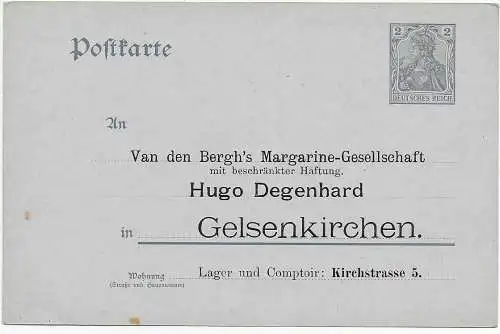 Postkarte
2 2
DEUTSCHES REICH
An
Van den Bergh's Margarine-Gesellschaft
mit beschränkter Haftung.
Hugo Degenhard
in Gelsenkirchen.
Wohnung Lager und Comptoir: Kirchstrasse 5.
(Straße und Hausnummer)